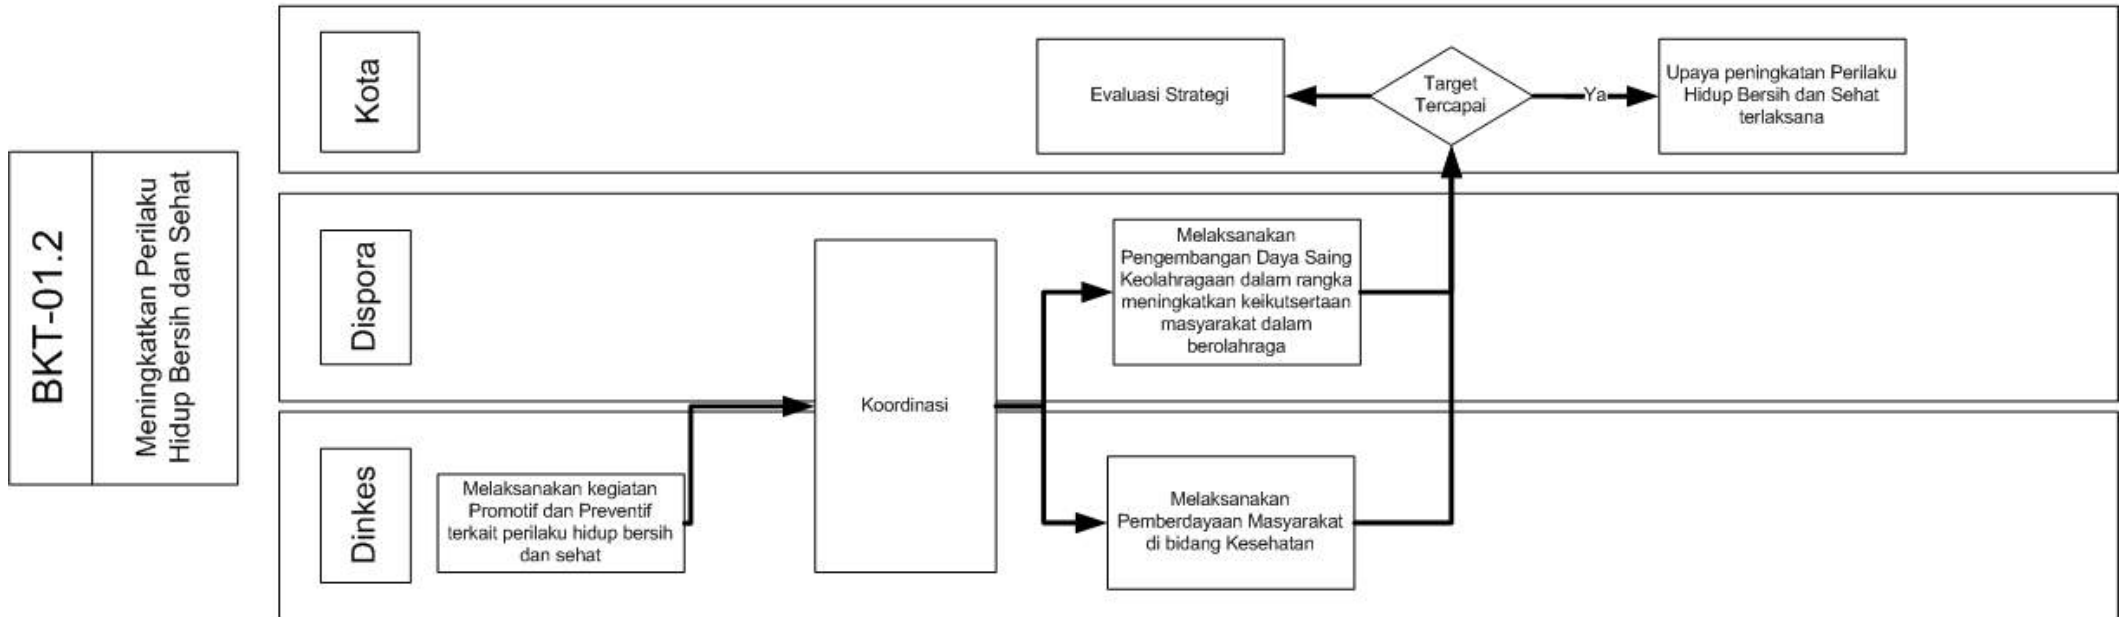 BKT-01.2
Meningkatkan Perilaku
Hidup Bersih dan Sehat
Kota
Evaluasi Strategi
Target
Tercapai
Ya
Upaya peningkatan Perilaku
Hidup Bersih dan Sehat
terlaksana
Dispora
Koordinasi
Melaksanakan
Pengembangan Daya Saing
Keolahragaan dalam rangka
meningkatkan keikutsertaan
masyarakat dalam
berolahraga
Dinkes
Melaksanakan kegiatan
Promotif dan Preventif
terkait perilaku hidup bersih
dan sehat
Melaksanakan
Pemberdayaan Masyarakat
di bidang Kesehatan